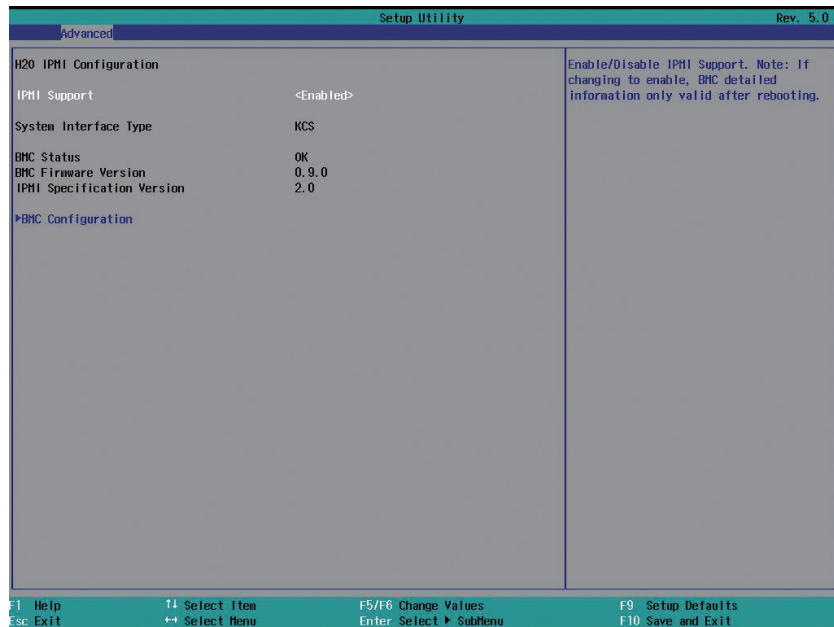 Setup Utility Rev. 5.0
Advanced
H2O IPMI Configuration
IPMI Support <Enabled>
System Interface Type KCS
BMC Status OK
BMC Firmware Version 0.9.0
IPMI Specification Version 2.0
▶BMC Configuration
Enable/Disable IPMI Support. Note: If
changing to enable, BMC detailed
information only valid after rebooting.
F1 Help ↑↓ Select Item F5/F6 Change Values F9 Setup Defaults
Esc Exit ↔ Select Menu Enter Select ▶ SubMenu F10 Save and Exit